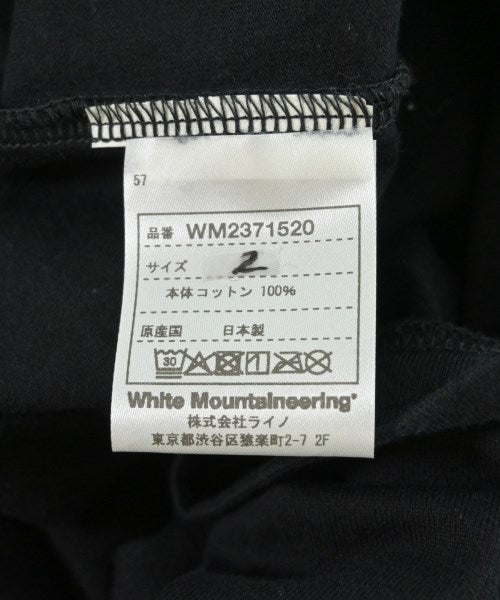 57
品番 WM2371520
サイズ 2
本体コットン 100%
原産国 日本製
30
White Mountaineering®
株式会社ライノ
東京都渋谷区猿楽町2-7 2F